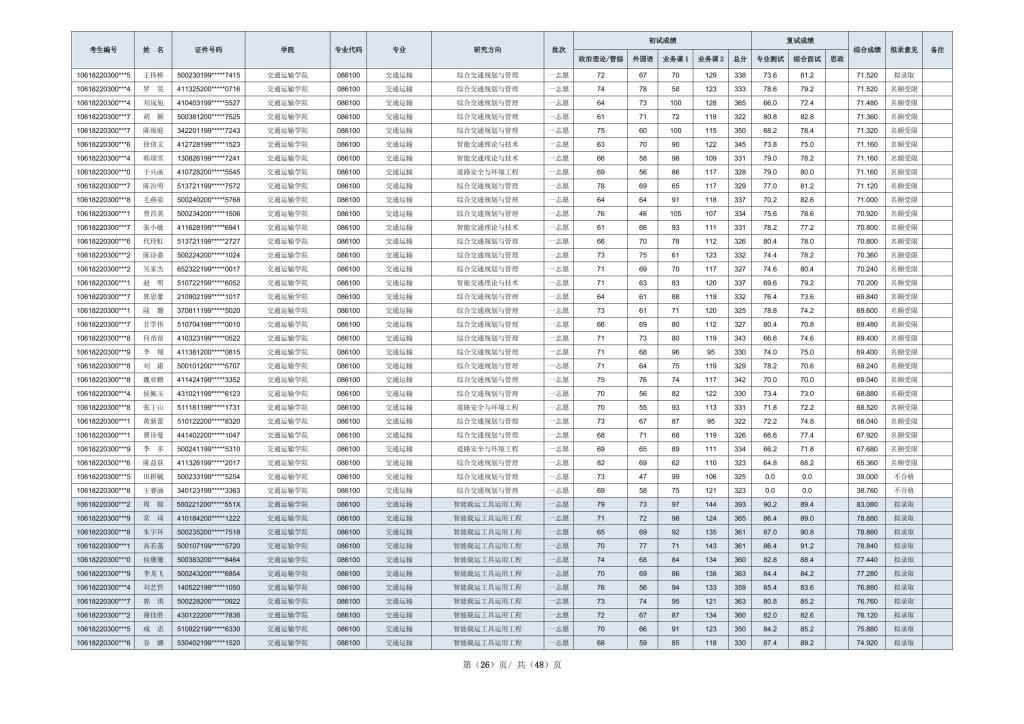 初试成绩 复试成绩
考生编号 姓 名 证件号码 学院 专业代码 专业 研究方向 批次 政治理论/管综 外国语 业务课1 业务课2 总分 专业测试 综合面试 思政 综合成绩 拟录意见 备注
10618220300***5 王伟桥 500230199*****7415 交通运输学院 086100 交通运输 综合交通规划与管理 一志愿 72 67 70 129 338 73.6 81.2 71.520 拟录取
10618220300***4 罗 昊 411325200*****0716 交通运输学院 086100 交通运输 综合交通规划与管理 一志愿 74 78 58 123 333 78.6 79.2 71.520 名额受限
10618220300***4 刘岚旭 410403199*****5527 交通运输学院 086100 交通运输 综合交通规划与管理 一志愿 64 73 100 128 365 66.0 72.4 71.480 名额受限
10618220300***7 胡 颖 500381200*****7525 交通运输学院 086100 交通运输 综合交通规划与管理 一志愿 61 71 72 118 322 80.8 82.8 71.360 名额受限
10618220300***7 陈雨庭 342201199*****7243 交通运输学院 086100 交通运输 综合交通规划与管理 一志愿 75 60 100 115 350 68.2 78.4 71.320 名额受限
10618220300***6 徐倩文 412728199*****1523 交通运输学院 086100 交通运输 智能交通理论与技术 一志愿 63 70 90 122 345 73.8 75.0 71.160 名额受限
10618220300***4 韩瑞雪 130826199*****7241 交通运输学院 086100 交通运输 智能交通理论与技术 一志愿 66 58 98 109 331 79.0 78.2 71.160 名额受限
10618220300***0 于兵涵 410728200*****5545 交通运输学院 086100 交通运输 道路安全与环境工程 一志愿 69 56 86 117 328 79.0 80.0 71.160 名额受限
10618220300***7 陈治明 513721199*****7572 交通运输学院 086100 交通运输 综合交通规划与管理 一志愿 78 69 65 117 329 77.0 81.2 71.120 名额受限
10618220300***8 毛燕姿 500240200*****5768 交通运输学院 086100 交通运输 综合交通规划与管理 一志愿 64 64 91 118 337 70.2 82.6 71.000 名额受限
10618220300***1 曾昌英 500234200*****1506 交通运输学院 086100 交通运输 综合交通规划与管理 一志愿 76 46 105 107 334 75.6 78.6 70.920 名额受限
10618220300***7 张小敏 411628199*****6941 交通运输学院 086100 交通运输 智能交通理论与技术 一志愿 61 66 93 111 331 78.2 77.2 70.800 名额受限
10618220300***6 代玲虹 513721199*****2727 交通运输学院 086100 交通运输 综合交通规划与管理 一志愿 66 70 78 112 326 80.4 78.0 70.800 名额受限
10618220300***2 陈诗嘉 500224200*****1024 交通运输学院 086100 交通运输 综合交通规划与管理 一志愿 73 75 61 123 332 74.4 78.2 70.360 名额受限
10618220300***2 吴家杰 652322199*****0017 交通运输学院 086100 交通运输 综合交通规划与管理 一志愿 71 69 70 117 327 74.6 80.4 70.240 名额受限
10618220300***1 赵 明 510722199*****6052 交通运输学院 086100 交通运输 智能交通理论与技术 一志愿 71 63 83 120 337 69.6 79.2 70.200 名额受限
10618220300***7 郭思豪 210902199*****1017 交通运输学院 086100 交通运输 综合交通规划与管理 一志愿 64 61 88 119 332 76.4 73.6 69.840 名额受限
10618220300***1 陆 璐 370811199*****5020 交通运输学院 086100 交通运输 综合交通规划与管理 一志愿 73 61 71 120 325 78.8 74.2 69.600 名额受限
10618220300***7 甘学伟 510704199*****0010 交通运输学院 086100 交通运输 综合交通规划与管理 一志愿 66 69 80 112 327 80.4 70.8 69.480 名额受限
10618220300***8 何苗苗 410323199*****0522 交通运输学院 086100 交通运输 综合交通规划与管理 一志愿 71 73 80 119 343 66.6 74.6 69.400 名额受限
10618220300***9 李 翔 411381200*****0815 交通运输学院 086100 交通运输 综合交通规划与管理 一志愿 71 68 96 95 330 74.0 75.0 69.400 名额受限
10618220300***8 刘 霜 500101200*****5707 交通运输学院 086100 交通运输 综合交通规划与管理 一志愿 71 64 75 119 329 78.2 70.6 69.240 名额受限
10618220300***8 魏亚鹏 411424199*****3352 交通运输学院 086100 交通运输 综合交通规划与管理 一志愿 75 76 74 117 342 70.0 70.0 69.040 名额受限
10618220300***4 侯佩玉 431021199*****6123 交通运输学院 086100 交通运输 综合交通规划与管理 一志愿 70 56 82 122 330 73.4 73.0 68.880 名额受限
10618220300***8 张丁山 511181199*****1731 交通运输学院 086100 交通运输 道路安全与环境工程 一志愿 70 55 93 113 331 71.8 72.2 68.520 名额受限
10618220300***1 黄新蕾 510122200*****8320 交通运输学院 086100 交通运输 综合交通规划与管理 一志愿 73 67 87 95 322 72.2 74.8 68.040 名额受限
10618220300***1 曹诗曼 441402200*****1047 交通运输学院 086100 交通运输 综合交通规划与管理 一志愿 68 71 68 119 326 66.6 77.4 67.920 名额受限
10618220300***9 李 多 500241199*****5310 交通运输学院 086100 交通运输 道路安全与环境工程 一志愿 69 65 89 111 334 66.2 71.8 67.680 名额受限
10618220300***6 陈益荻 411326199*****2017 交通运输学院 086100 交通运输 综合交通规划与管理 一志愿 82 69 62 110 323 64.8 68.2 65.360 名额受限
10618220300***5 田耕毓 500233199*****5254 交通运输学院 086100 交通运输 综合交通规划与管理 一志愿 73 47 99 106 325 0.0 0.0 39.000 不合格
10618220300***8 王睿涵 340123199*****3363 交通运输学院 086100 交通运输 综合交通规划与管理 一志愿 69 58 75 121 323 0.0 0.0 38.760 不合格
10618220300***2 周 毅 500221200*****551X 交通运输学院 086100 交通运输 智能载运工具运用工程 一志愿 79 73 97 144 393 90.2 89.4 83.080 拟录取
10618220300***9 常 琦 410184200*****1222 交通运输学院 086100 交通运输 智能载运工具运用工程 一志愿 71 72 98 124 365 86.4 89.0 78.880 拟录取
10618220300***8 朱宇环 500235200*****7518 交通运输学院 086100 交通运输 智能载运工具运用工程 一志愿 65 69 92 135 361 87.0 90.8 78.880 拟录取
10618220300***1 高若菡 500107199*****5720 交通运输学院 086100 交通运输 智能载运工具运用工程 一志愿 70 77 71 143 361 86.4 91.2 78.840 拟录取
10618220300***0 侯珊珊 500383200*****8464 交通运输学院 086100 交通运输 智能载运工具运用工程 一志愿 74 68 84 134 360 82.8 88.4 77.440 拟录取
10618220300***9 李龙飞 500243200*****6854 交通运输学院 086100 交通运输 智能载运工具运用工程 一志愿 70 69 86 138 363 84.4 84.2 77.280 拟录取
10618220300***4 刘艺哲 140522199*****1050 交通运输学院 086100 交通运输 智能载运工具运用工程 一志愿 76 56 94 133 359 85.4 83.6 76.880 拟录取
10618220300***7 郭 琪 500228200*****0922 交通运输学院 086100 交通运输 智能载运工具运用工程 一志愿 73 74 95 121 363 80.8 85.2 76.760 拟录取
10618220300***2 谢佳胜 430122200*****7836 交通运输学院 086100 交通运输 智能载运工具运用工程 一志愿 72 67 87 134 360 82.0 82.6 76.120 拟录取
10618220300***5 成 忠 510922199*****6330 交通运输学院 086100 交通运输 智能载运工具运用工程 一志愿 70 66 91 123 350 84.2 85.2 75.880 拟录取
10618220300***6 谷 娜 530402199*****1520 交通运输学院 086100 交通运输 智能载运工具运用工程 一志愿 68 59 85 118 330 87.4 89.2 74.920 拟录取
第（26）页/ 共（48）页